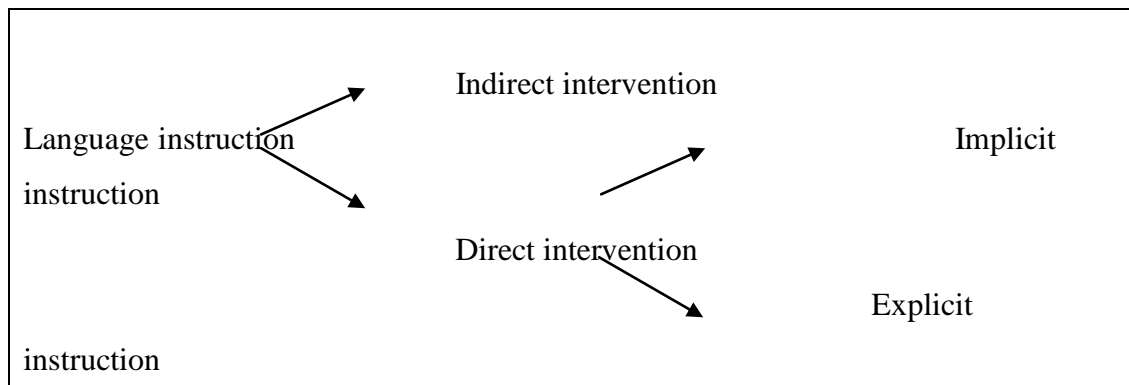 Indirect intervention
Language instruction Implicit
instruction
Direct intervention
Explicit
instruction